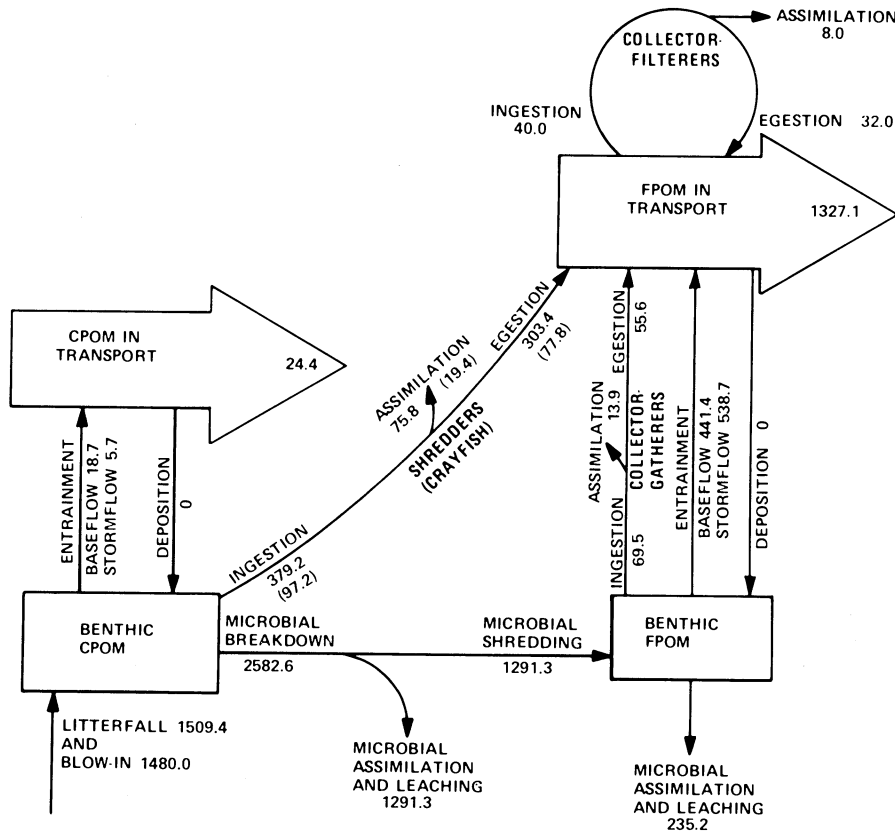 ASSIMILATION
8.0
COLLECTOR-
FILTERERS
INGESTION
40.0
EGESTION 32.0
FPOM IN
TRANSPORT
1327.1
CPOM IN
TRANSPORT
24.4
ENTRAINMENT
BASEFLOW 18.7
STORMFLOW 5.7
DEPOSITION
0
INGESTION
379.2
(97.2)
ASSIMILATION
75.8
(19.4)
SHREDDERS
(CRAYFISH)
EGESTION
303.4
(77.8)
INGESTION
69.5
ASSIMILATION
13.9
COLLECTOR-
GATHERERS
EGESTION
55.6
ENTRAINMENT
BASEFLOW 441.4
STORMFLOW 538.7
DEPOSITION 0
BENTHIC
CPOM
MICROBIAL
BREAKDOWN
2582.6
MICROBIAL
SHREDDING
1291.3
BENTHIC
FPOM
LITTERFALL 1509.4
AND
BLOW-IN 1480.0
MICROBIAL
ASSIMILATION
AND LEACHING
1291.3
MICROBIAL
ASSIMILATION
AND LEACHING
235.2